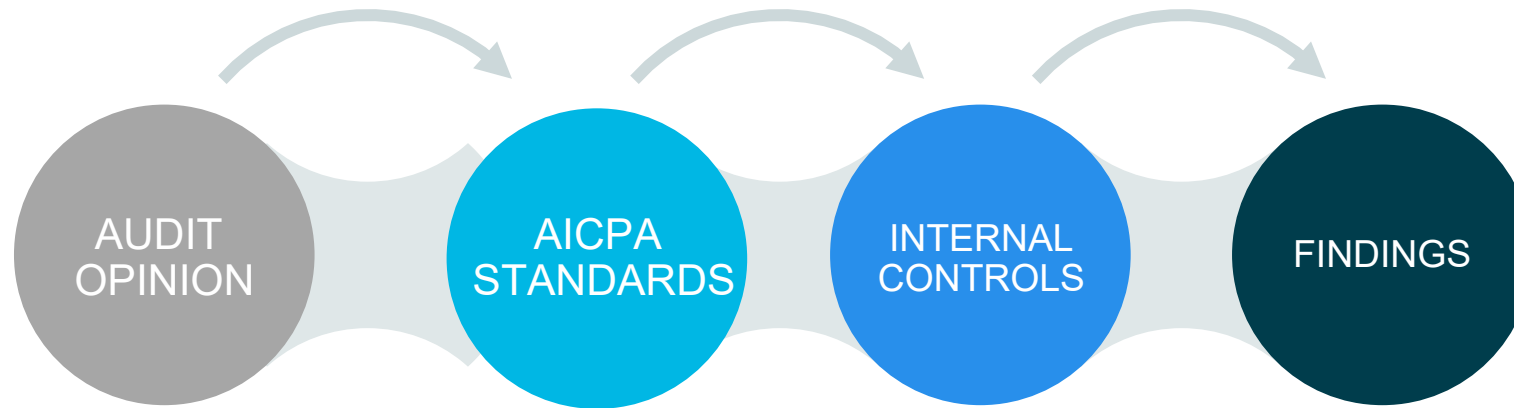 AUDIT
OPINION
AICPA
STANDARDS
INTERNAL
CONTROLS
FINDINGS